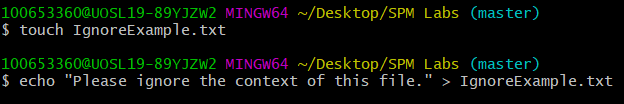 100653360@UOSL19-89YJZW2 MINGW64 ~/Desktop/SPM Labs (master)
$ touch IgnoreExample.txt
100653360@UOSL19-89YJZW2 MINGW64 ~/Desktop/SPM Labs (master)
$ echo "Please ignore the context of this file." > IgnoreExample.txt